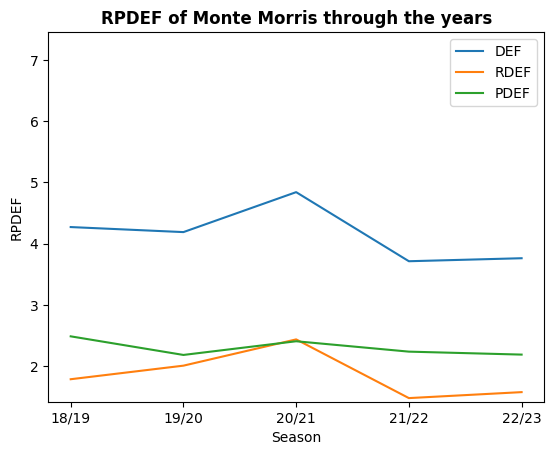 RPDEF of Monte Morris through the years
DEF
RDEF
PDEF
7
6
5
4
3
2
RPDEF
18/19 19/20 20/21 21/22 22/23
Season